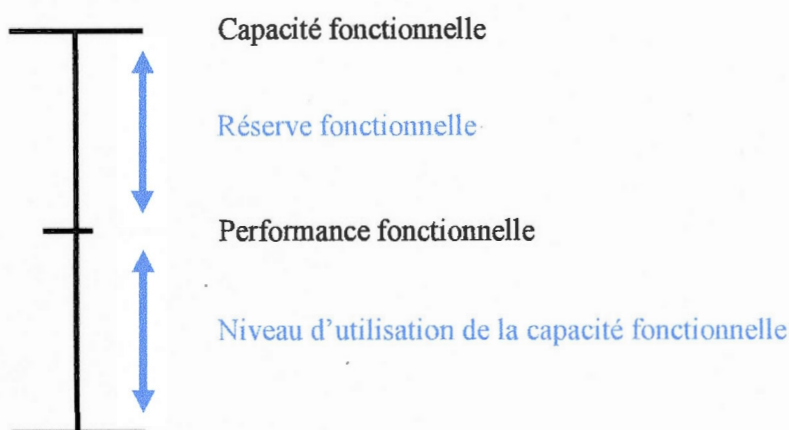 Capacité fonctionnelle
Réserve fonctionnelle
Performance fonctionnelle
Niveau d'utilisation de la capacité fonctionnelle